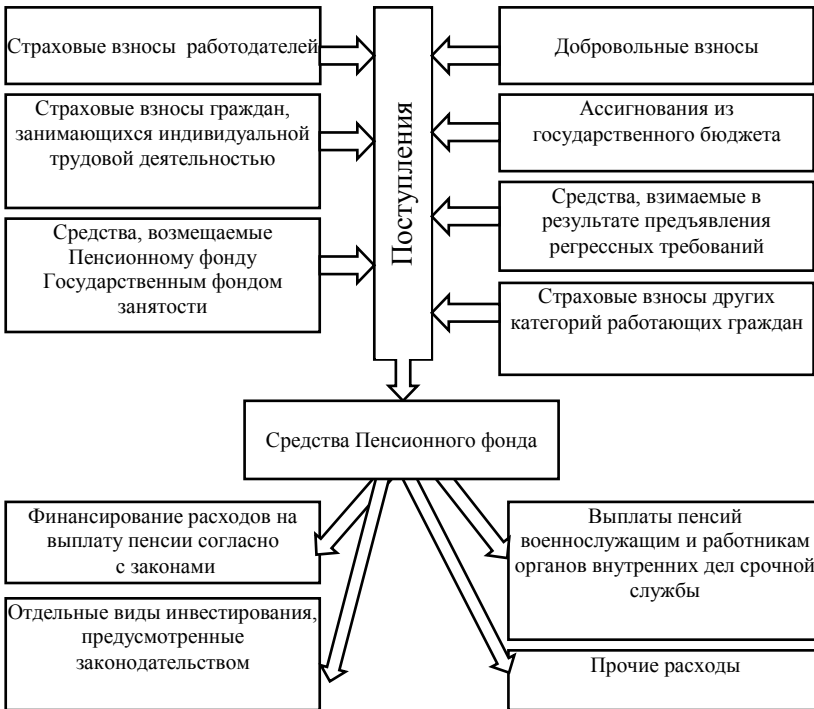 Страховые взносы работодателей
Страховые взносы граждан,
занимающихся индивидуальной
трудовой деятельностью
Средства, возмещаемые
Пенсионному фонду
Государственным фондом
занятости
Поступления
Добровольные взносы
Ассигнования из
государственного бюджета
Средства, взимаемые в
результате предъявления
регрессных требований
Страховые взносы других
категорий работающих граждан
Средства Пенсионного фонда
Финансирование расходов на
выплату пенсии согласно
с законами
Отдельные виды инвестирования,
предусмотренные
законодательством
Выплаты пенсий
военнослужащим и работникам
органов внутренних дел срочной
службы
Прочие расходы